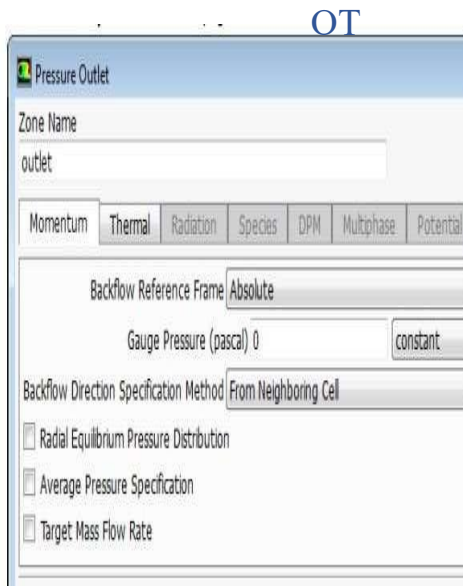 OT
Pressure Outlet
Zone Name
outlet
Momentum Thermal Radiation Species DPM Multiphase Potential
Backflow Reference Frame Absolute
Gauge Pressure (pascal) 0 constant
Backflow Direction Specification Method From Neighboring Cell
Radial Equilibrium Pressure Distribution
Average Pressure Specification
Target Mass Flow Rate